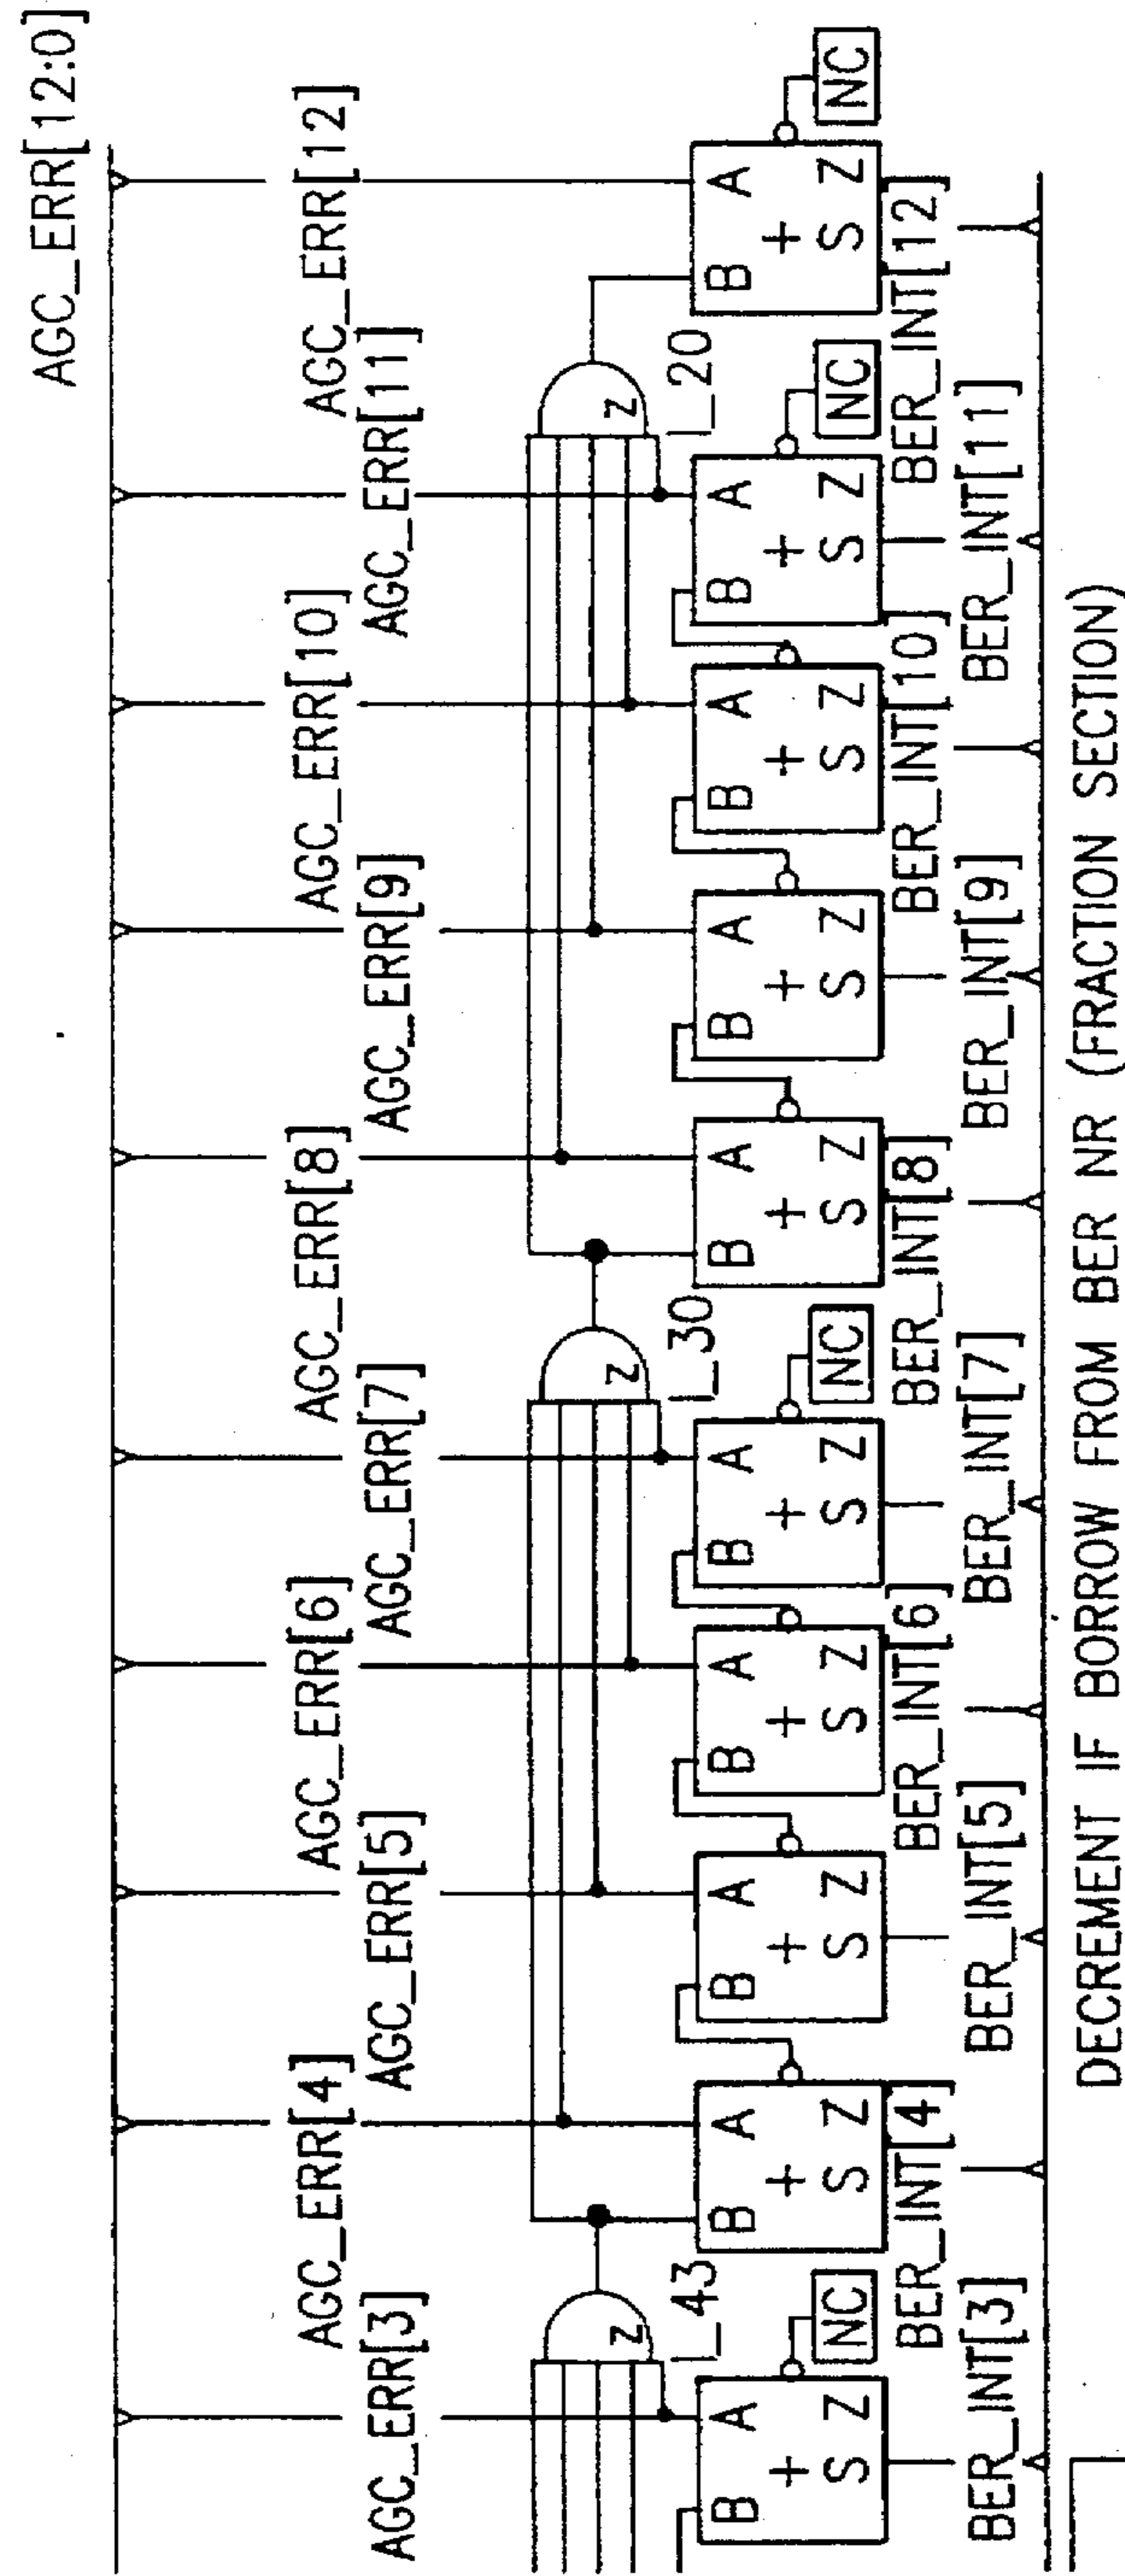 AGC_ERR[12:0]
AGC_ERR[3]
AGC_ERR[4]
AGC_ERR[5]
AGC_ERR[6]
AGC_ERR[7]
AGC_ERR[8]
AGC_ERR[9]
AGC_ERR[10]
AGC_ERR[11]
AGC_ERR[12]
Z
I_43
Z
I_30
Z
I_20
B A + S Z
NC
B A + S Z
B A + S Z
B A + S Z
B A + S Z
NC
B A + S Z
B A + S Z
B A + S Z
B A + S Z
NC
B A + S Z
NC
BER_INT[3]
BER_INT[4]
BER_INT[5]
BER_INT[6]
BER_INT[7]
BER_INT[8]
BER_INT[9]
BER_INT[10]
BER_INT[11]
BER_INT[12]
DECREMENT IF BORROW FROM BER NR (FRACTION SECTION)